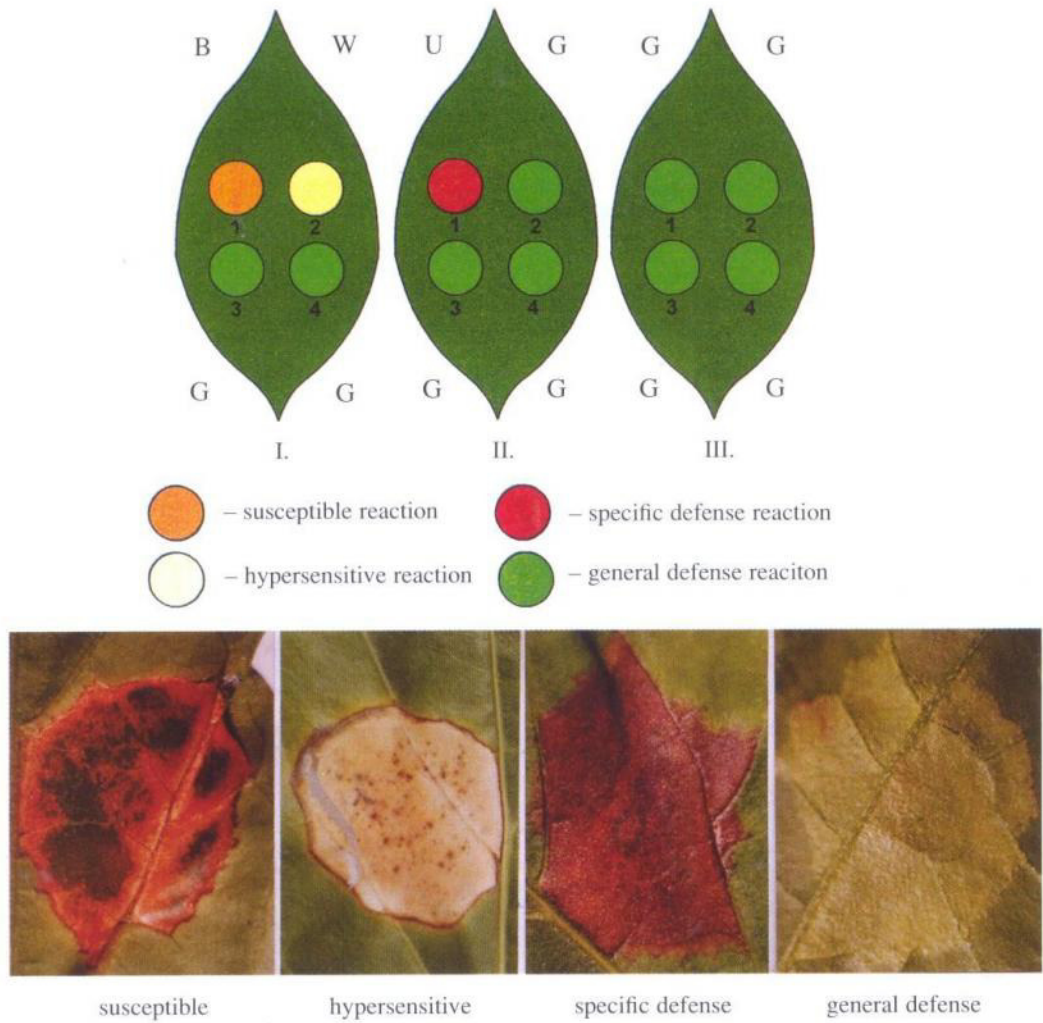 B W U G G G
1 2 1 2 1 2
3 4 3 4 3 4
G G G G G G
I. II. III.
– susceptible reaction – specific defense reaction
– hypersensitive reaction – general defense reaciton
susceptible hypersensitive specific defense general defense